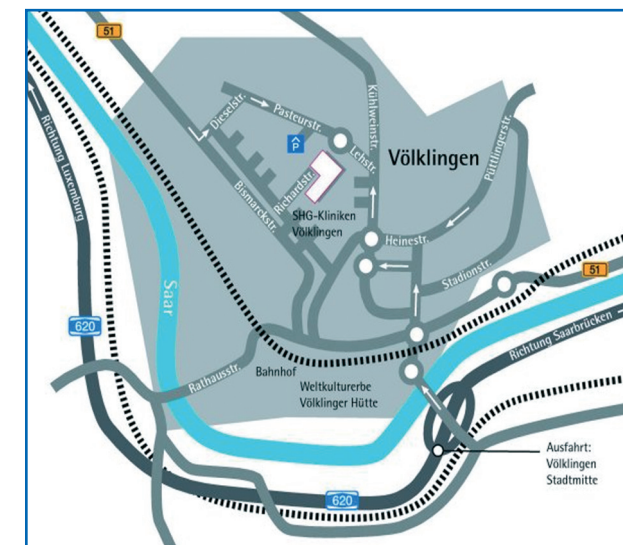 51
Dieselstr.
Pasteurstr.
Kühlweinstr.
Püttlingerstr.
Richtung Luxemburg
P
Lehstr.
Völklingen
Richardstr.
Bismarckstr.
SHG-Kliniken
Völklingen
Heinestr.
Stadionstr.
51
Saar
620
Richtung Saarbrücken
Rathausstr.
Bahnhof
Weltkulturerbe
Völklinger Hütte
Ausfahrt:
Völklingen
Stadtmitte
620